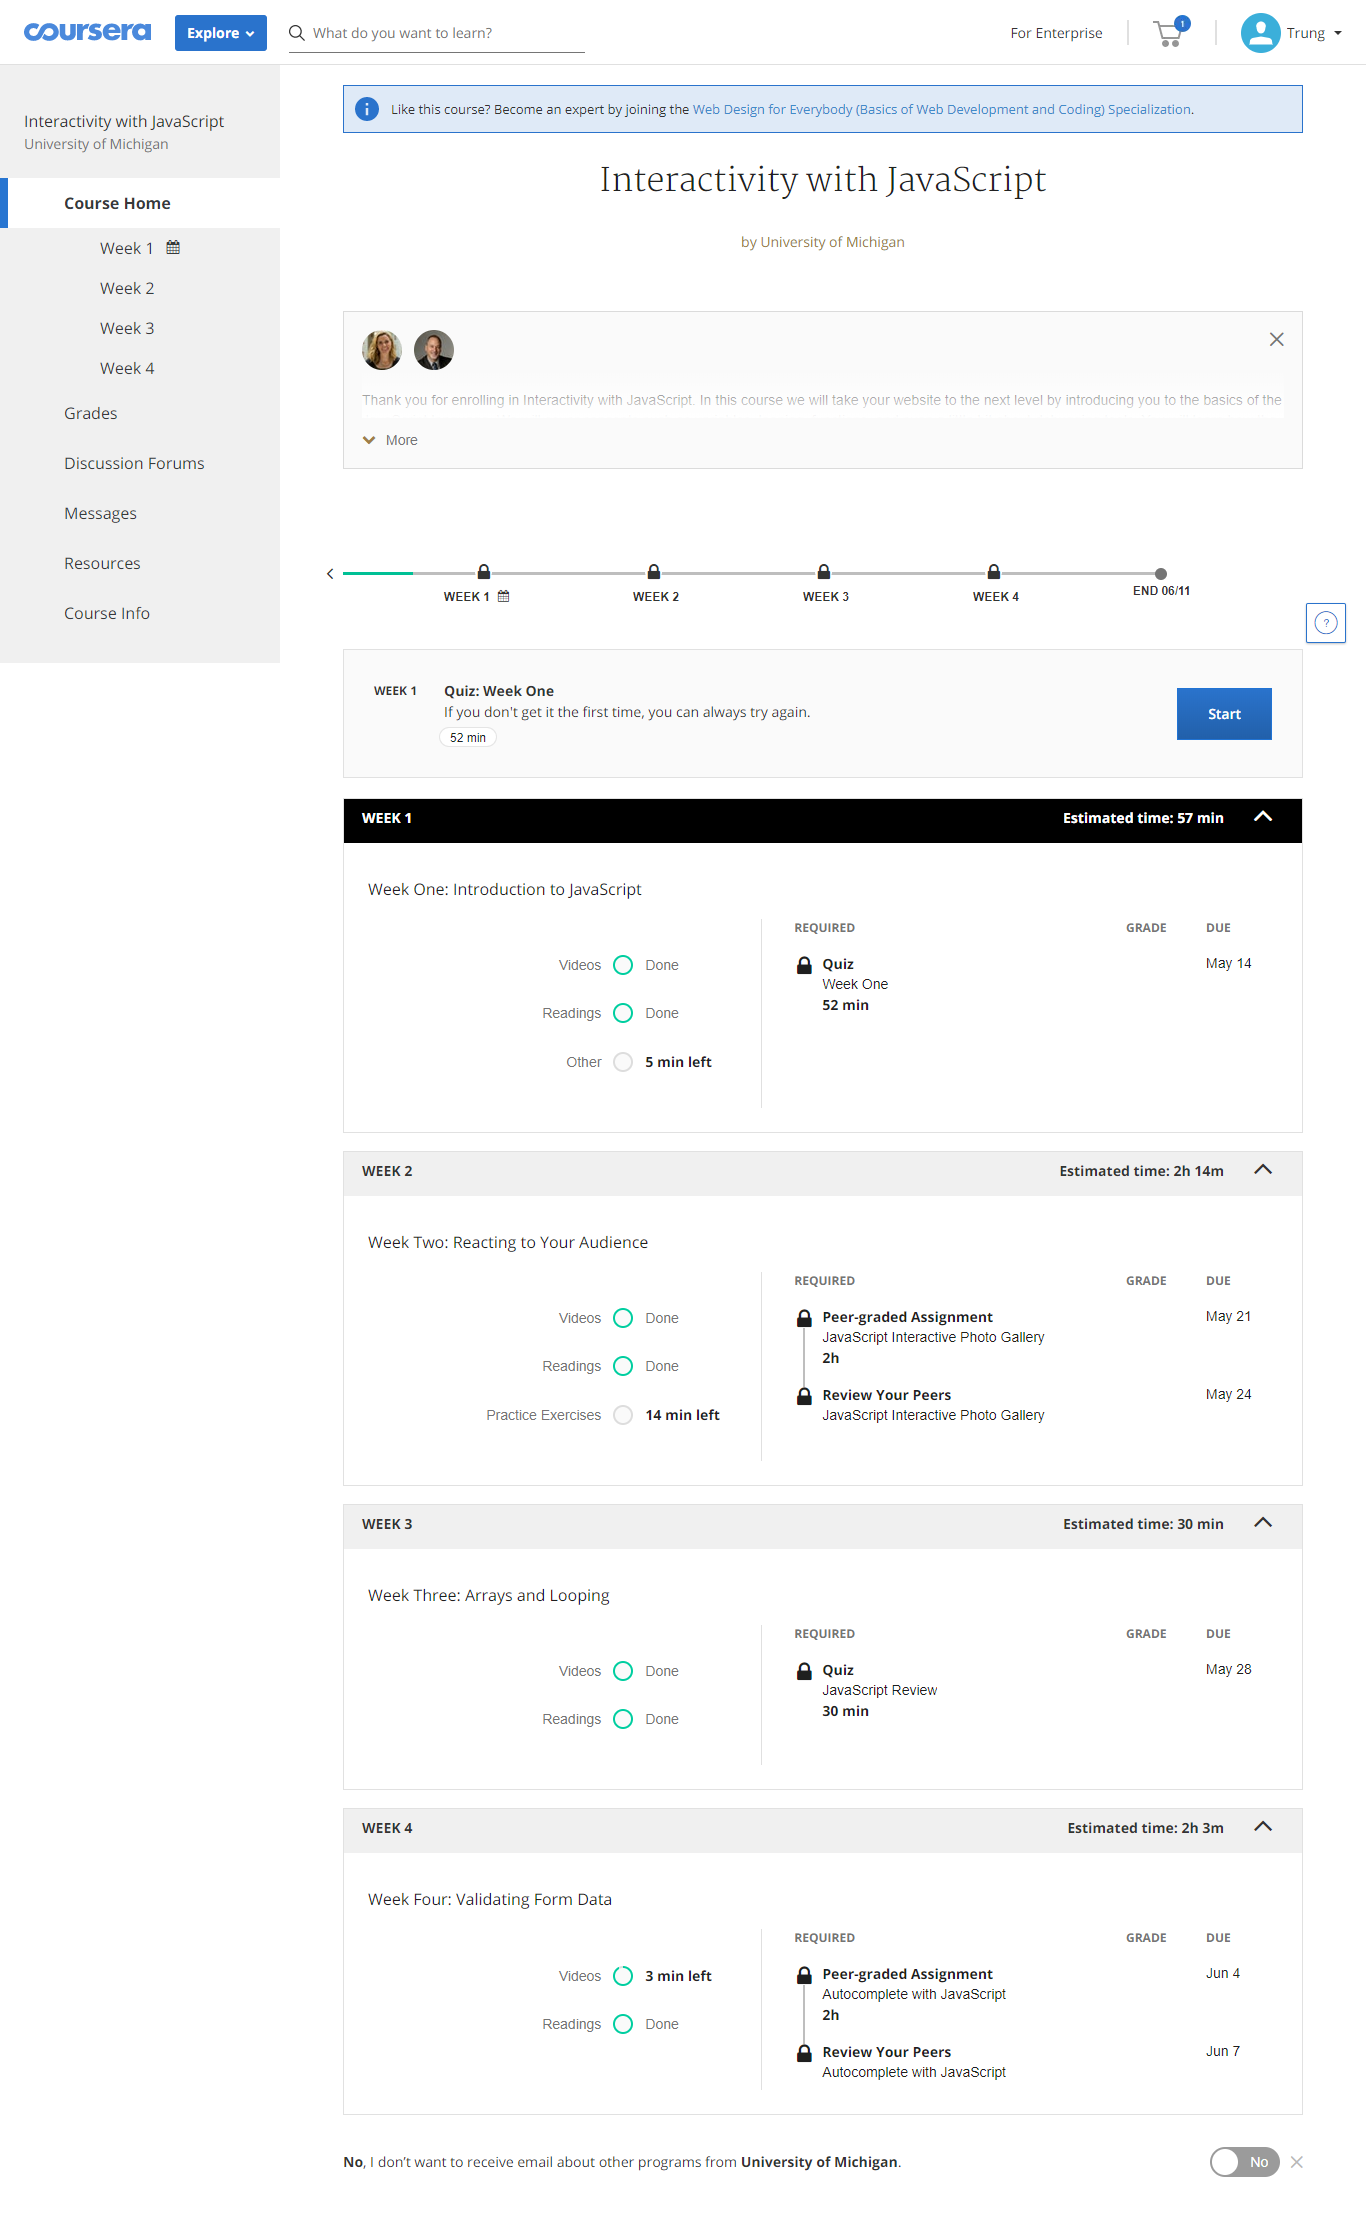 coursera
Explore
What do you want to learn?
For Enterprise
1
Trung
Interactivity with JavaScript
University of Michigan
Course Home
Week 1
Week 2
Week 3
Week 4
Grades
Discussion Forums
Messages
Resources
Course Info
Like this course? Become an expert by joining the Web Design for Everybody (Basics of Web Development and Coding) Specialization.
Interactivity with JavaScript
by University of Michigan
Thank you for enrolling in Interactivity with JavaScript. In this course we will take your website to the next level by introducing you to the basics of the
More
WEEK 1
WEEK 2
WEEK 3
WEEK 4
END 06/11
?
WEEK 1
Quiz: Week One
If you don't get it the first time, you can always try again.
52 min
Start
WEEK 1
Estimated time: 57 min
Week One: Introduction to JavaScript
Videos Done
Readings Done
Other 5 min left
REQUIRED GRADE DUE
Quiz May 14
Week One
52 min
WEEK 2
Estimated time: 2h 14m
Week Two: Reacting to Your Audience
Videos Done
Readings Done
Practice Exercises 14 min left
REQUIRED GRADE DUE
Peer-graded Assignment May 21
JavaScript Interactive Photo Gallery
2h
Review Your Peers May 24
JavaScript Interactive Photo Gallery
WEEK 3
Estimated time: 30 min
Week Three: Arrays and Looping
Videos Done
Readings Done
REQUIRED GRADE DUE
Quiz May 28
JavaScript Review
30 min
WEEK 4
Estimated time: 2h 3m
Week Four: Validating Form Data
Videos 3 min left
Readings Done
REQUIRED GRADE DUE
Peer-graded Assignment Jun 4
Autocomplete with JavaScript
2h
Review Your Peers Jun 7
Autocomplete with JavaScript
No, I don't want to receive email about other programs from University of Michigan.
No